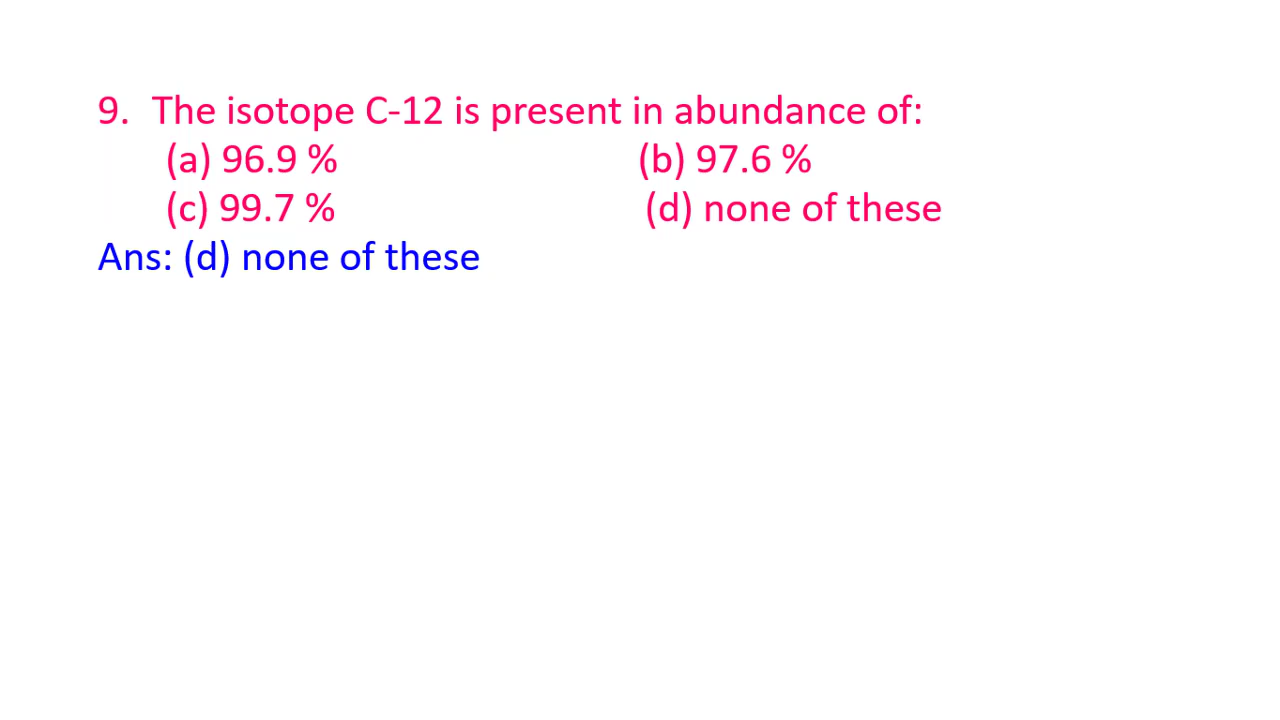 9. The isotope C-12 is present in abundance of:
(a) 96.9 % (b) 97.6 %
(c) 99.7 % (d) none of these
Ans: (d) none of these